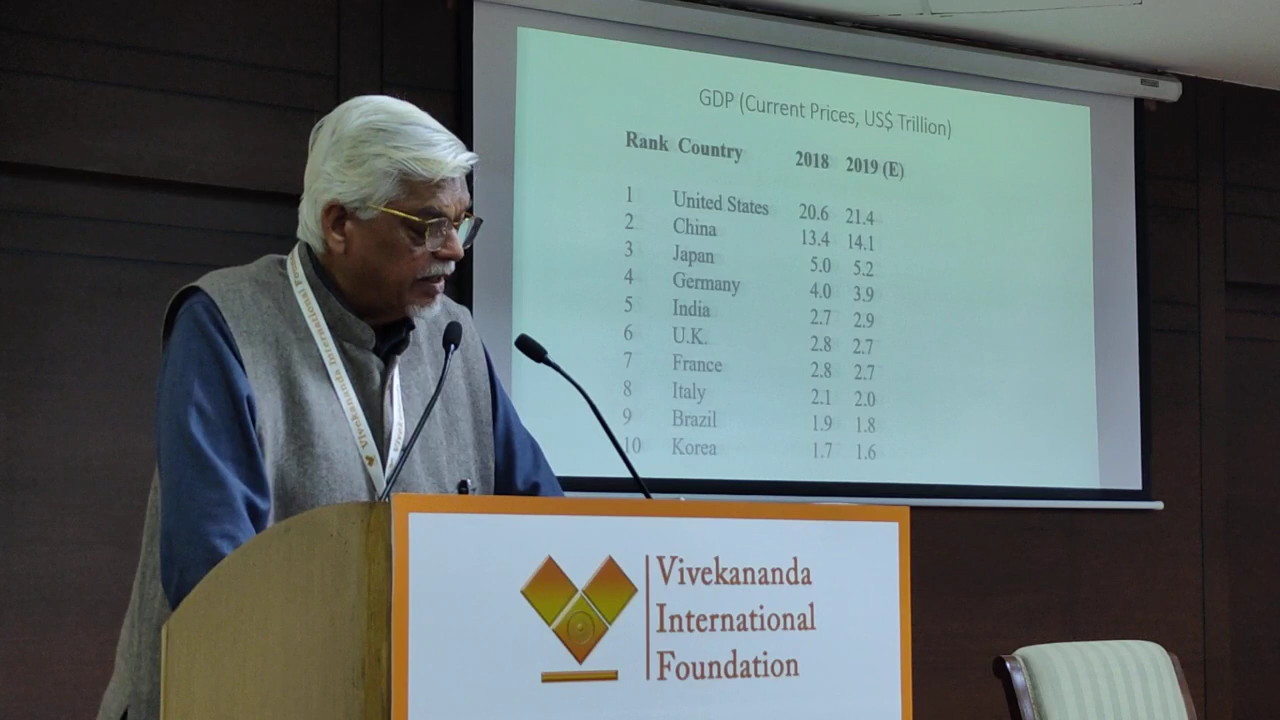 GDP (Current Prices, US$ Trillion)
Rank Country 2018 2019 (E)
1 United States 20.6 21.4
2 China 13.4 14.1
3 Japan 5.0 5.2
4 Germany 4.0 3.9
5 India 2.7 2.9
6 U.K. 2.8 2.7
7 France 2.8 2.7
8 Italy 2.1 2.0
9 Brazil 1.9 1.8
10 Korea 1.7 1.6
Vivekananda International
Vivekananda
International
Foundation